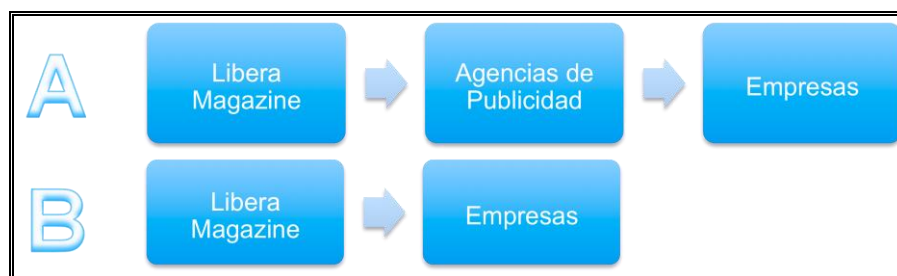 A
Libera
Magazine
Agencias de
Publicidad
Empresas
B
Libera
Magazine
Empresas